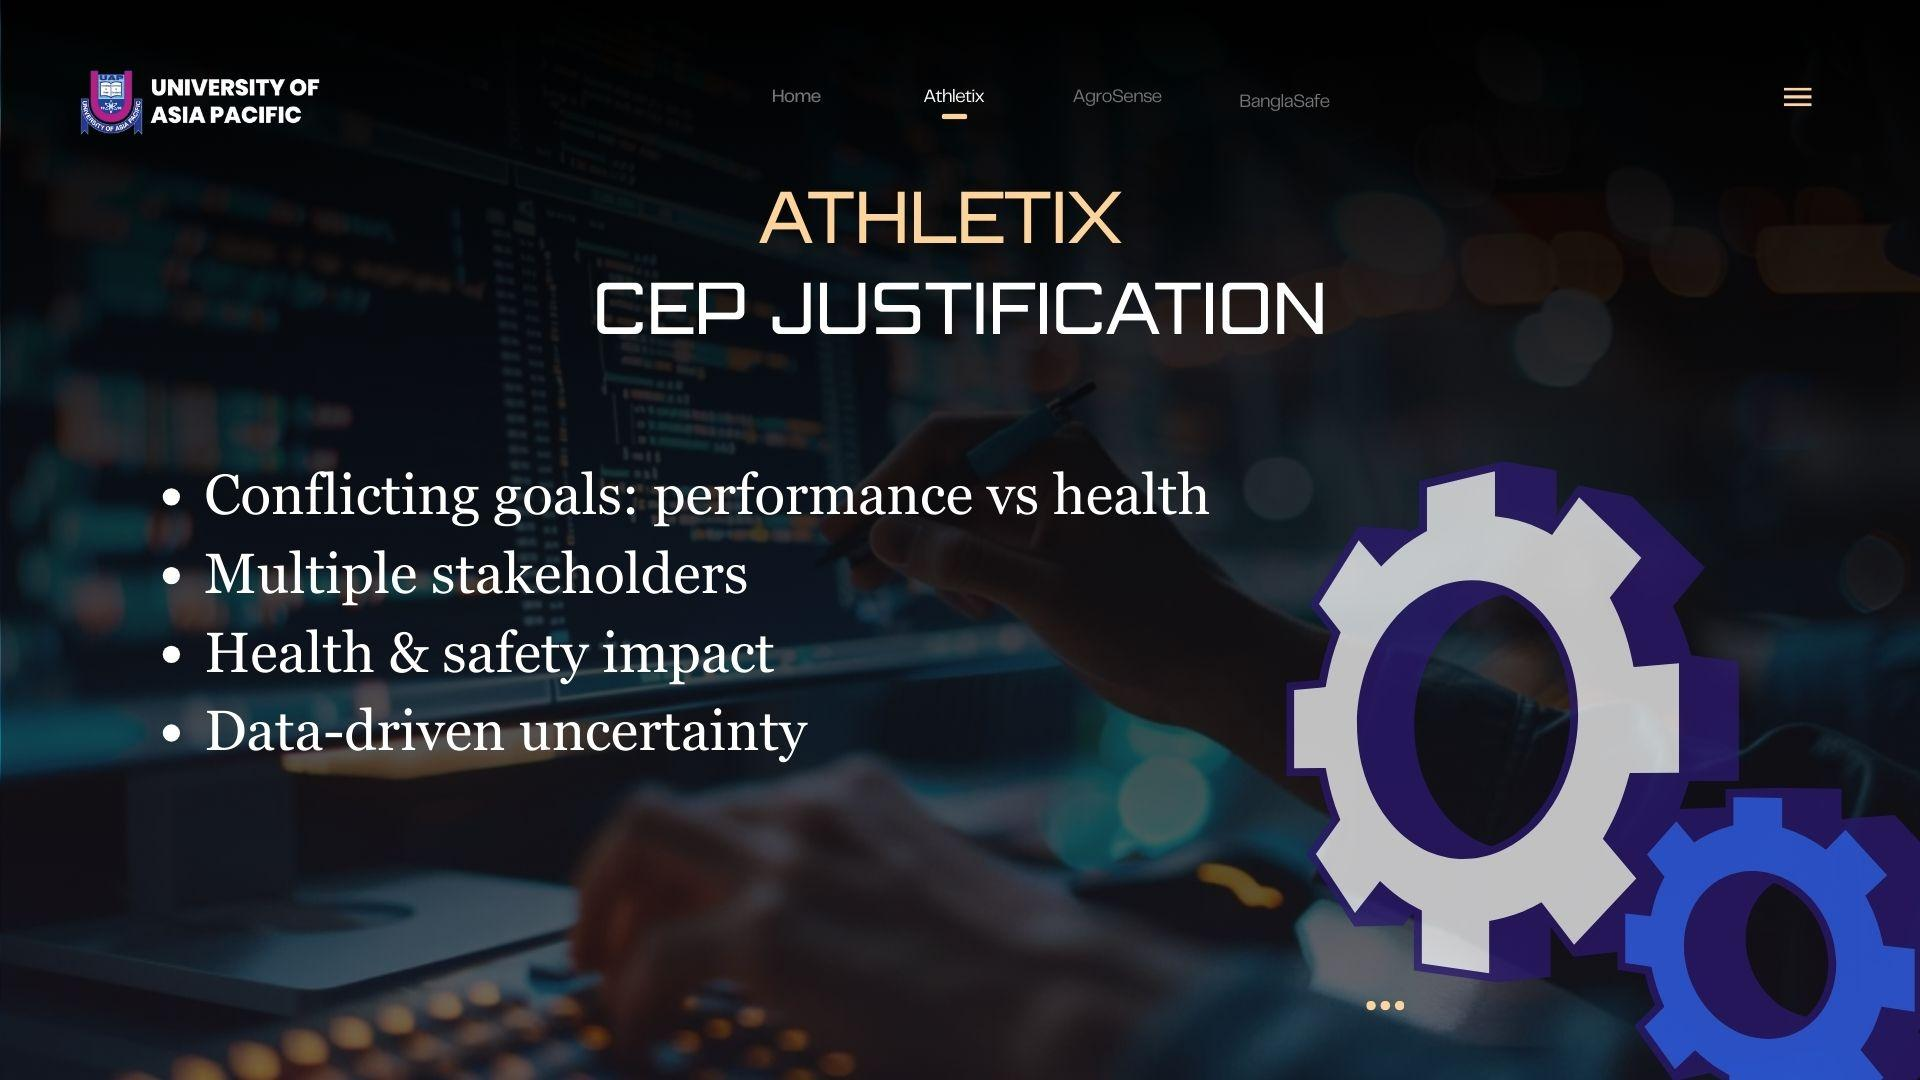 UNIVERSITY OF
ASIA PACIFIC
Home Athletix AgroSense BanglaSafe
ATHLETIX
CEP JUSTIFICATION
• Conflicting goals: performance vs health
• Multiple stakeholders
• Health & safety impact
• Data-driven uncertainty